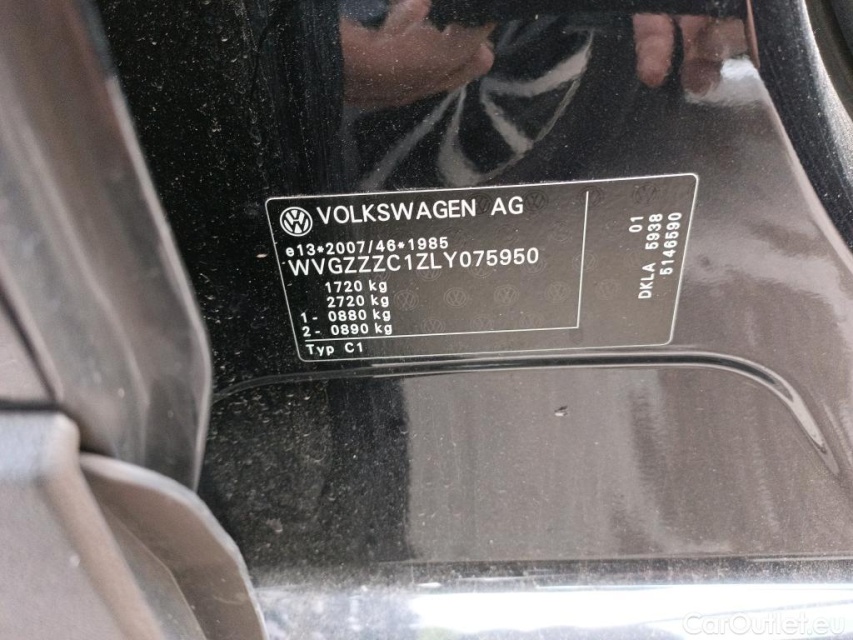 VOLKSWAGEN AG
e13*2007/46*1985
WVGZZZC1ZLY075950
1720 kg
2720 kg
1- 0880 kg
2- 0890 kg
Typ C1
01
DKLA 5938
5146590
CarOutlet.eu